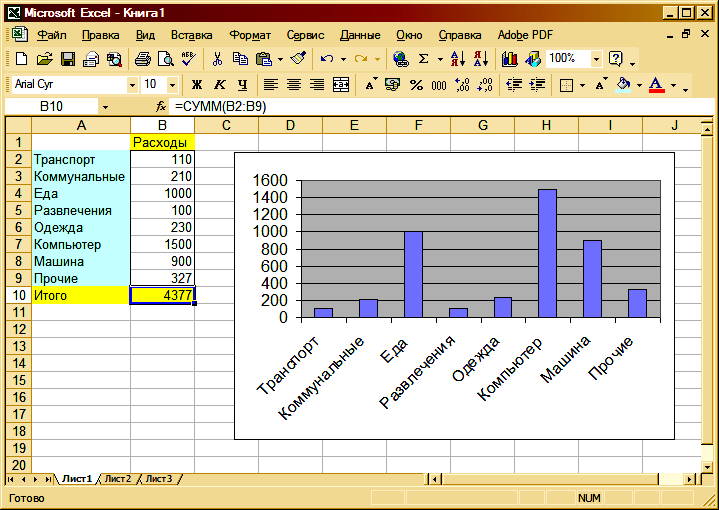 Microsoft Excel - Книга1
Файл Правка Вид Вставка Формат Сервис Данные Окно Справка Adobe PDF
100%
Arial Cyr 10 Ж К Ч % 000
B10 fx =СУММ(B2:B9)
A B C D E F G H I J
1 Расходы
2 Транспорт 110
3 Коммунальные 210
4 Еда 1000
5 Развлечения 100
6 Одежда 230
7 Компьютер 1500
8 Машина 900
9 Прочие 327
10 Итого 4377
11
12
13
14
15
16
17
18
19
20
1600
1400
1200
1000
800
600
400
200
0
Транспорт Коммунальные Еда Развлечения Одежда Компьютер Машина Прочие
Лист1 Лист2 Лист3
Готово NUM